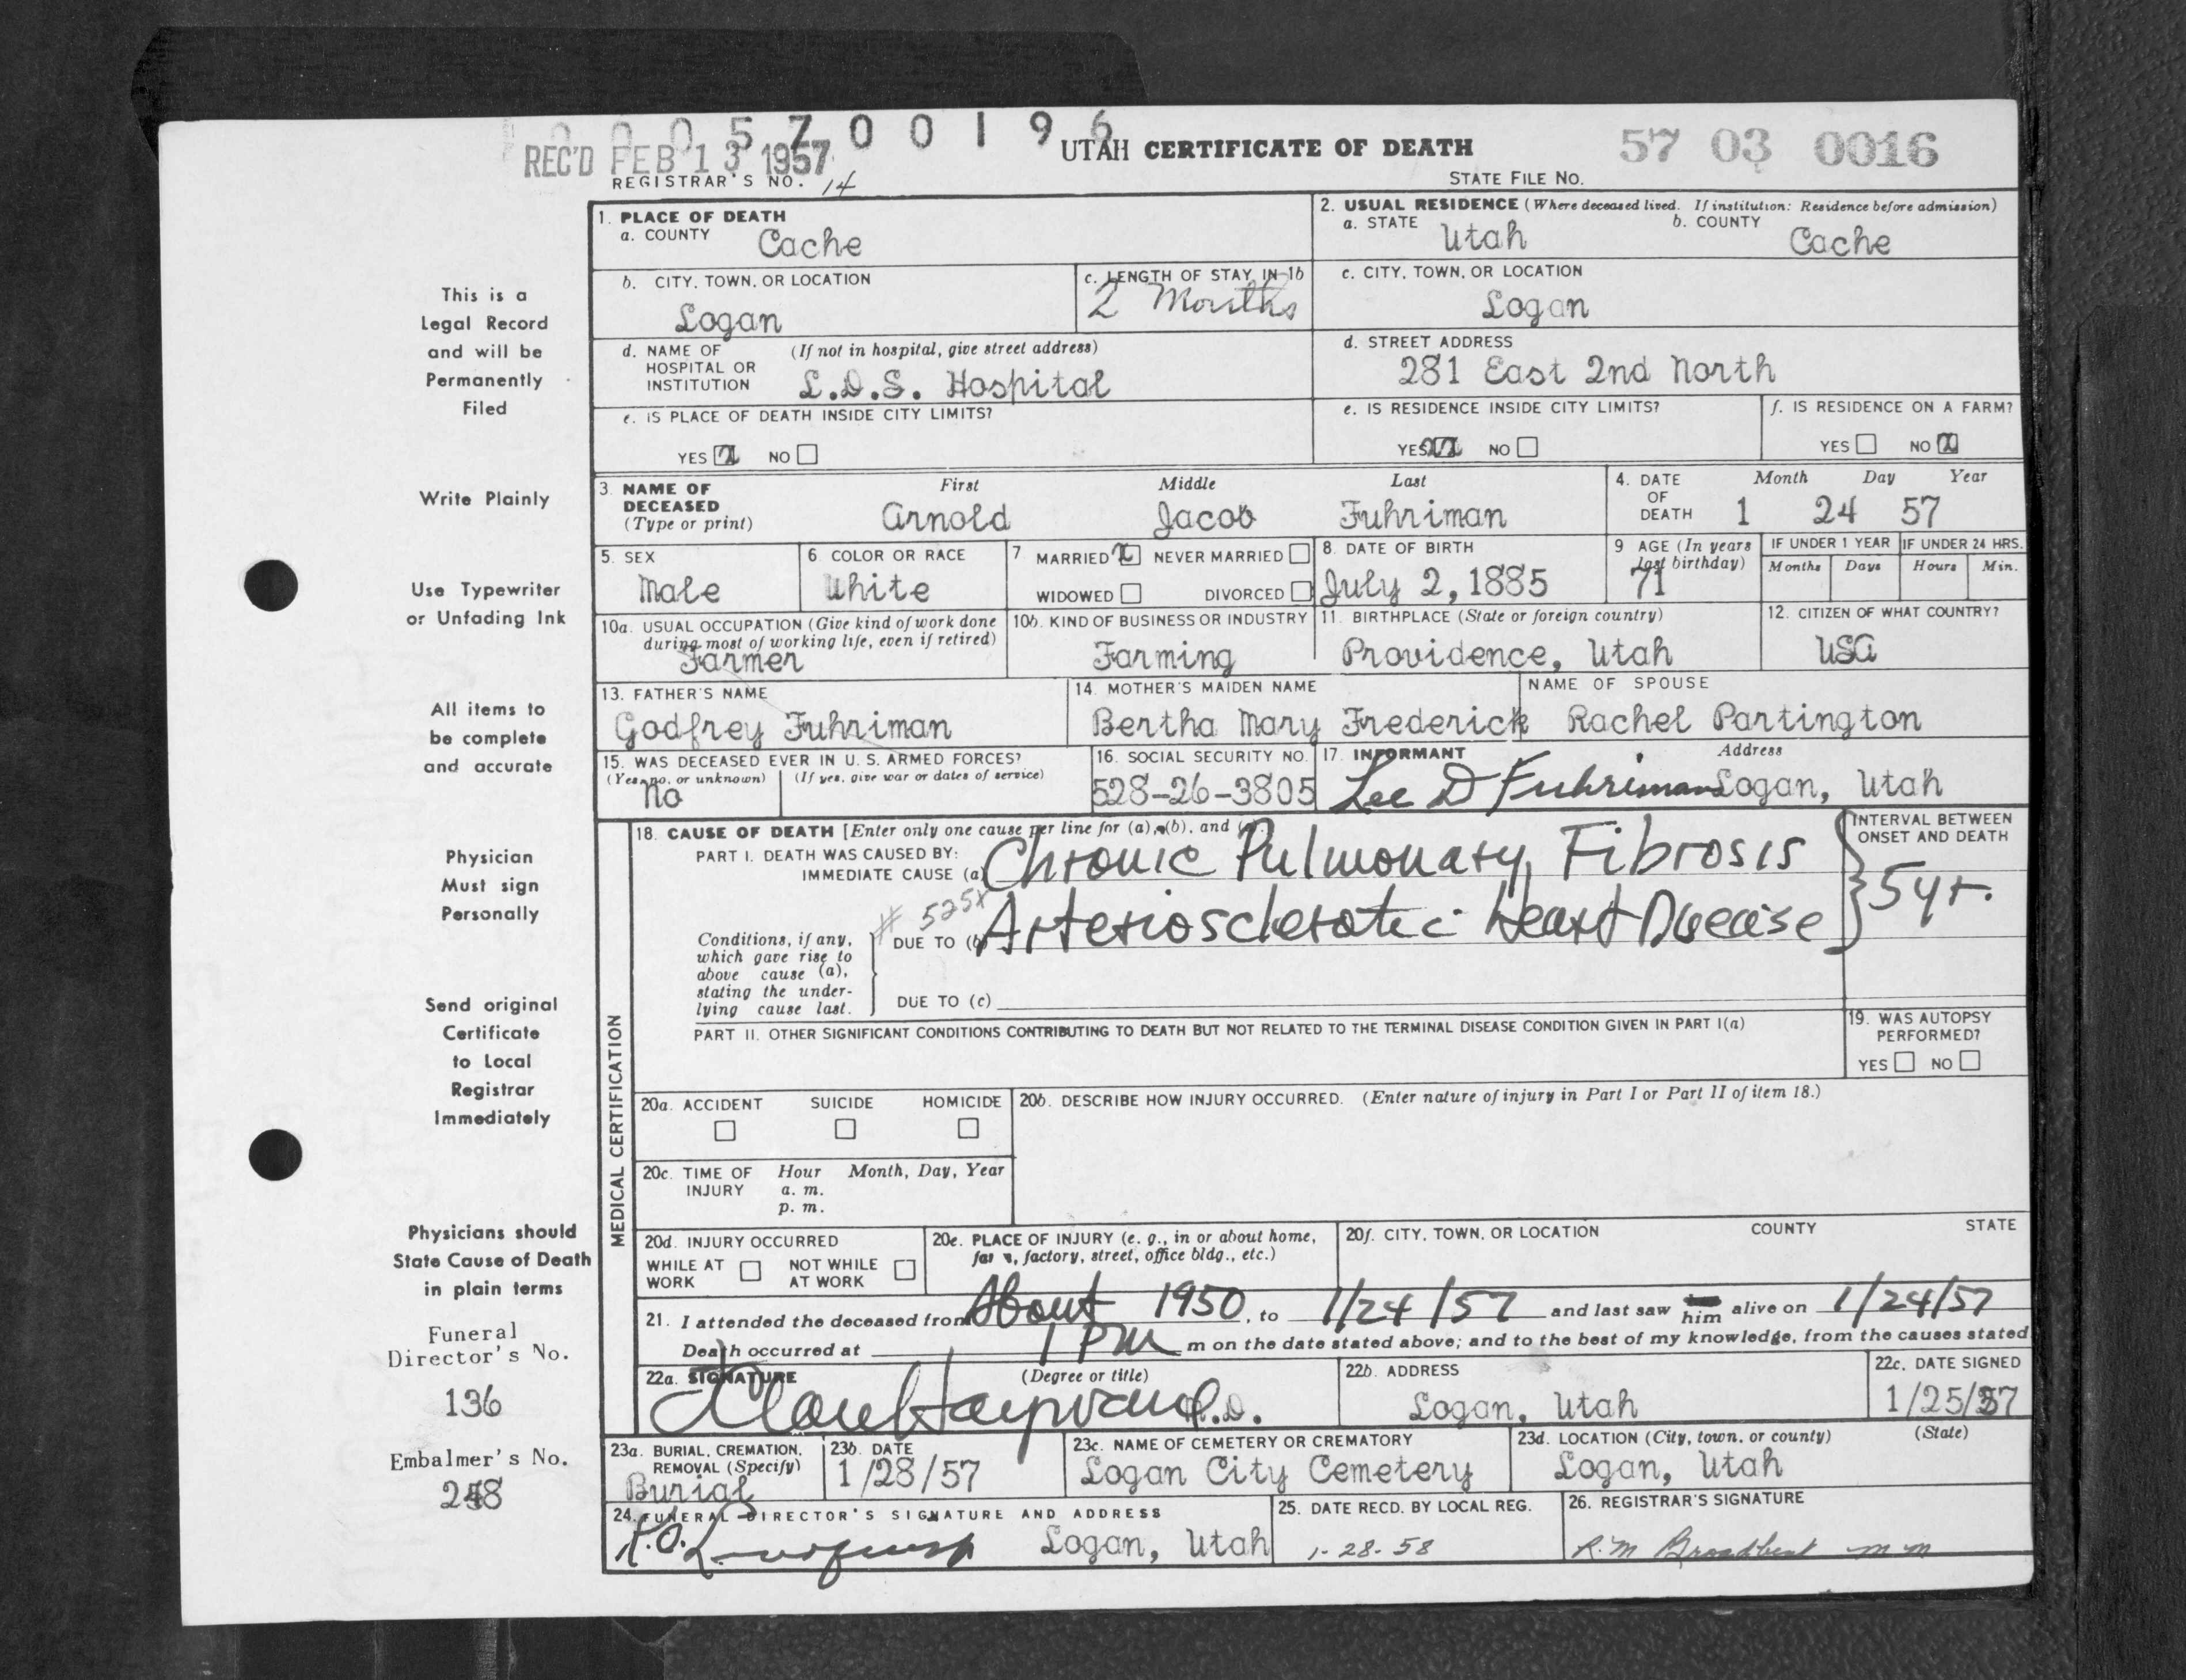 0 0 0 5 7 0 0 1 9 6
REC'D FEB 13 1957
UTAH CERTIFICATE OF DEATH
57 03 0016
REGISTRAR'S NO. 14
STATE FILE NO.
This is a
Legal Record
and will be
Permanently
Filed
Write Plainly
Use Typewriter
or Unfading Ink
All items to
be complete
and accurate
Physician
Must sign
Personally
Send original
Certificate
to Local
Registrar
Immediately
Physicians should
State Cause of Death
in plain terms
Funeral
Director's No.
136
Embalmer's No.
248
1. PLACE OF DEATH
a. COUNTY Cache
2. USUAL RESIDENCE (Where deceased lived. If institution: Residence before admission)
a. STATE Utah b. COUNTY Cache
b. CITY, TOWN, OR LOCATION
Logan
c. LENGTH OF STAY IN 1b
2 Months
c. CITY, TOWN, OR LOCATION
Logan
d. NAME OF HOSPITAL OR INSTITUTION (If not in hospital, give street address)
L.D.S. Hospital
d. STREET ADDRESS
281 East 2nd North
e. IS PLACE OF DEATH INSIDE CITY LIMITS?
YES X NO
e. IS RESIDENCE INSIDE CITY LIMITS?
YES XX NO
f. IS RESIDENCE ON A FARM?
YES NO X
3. NAME OF DECEASED (Type or print)
First Middle Last
Arnold Jacob Fuhriman
4. DATE OF DEATH
Month Day Year
1 24 57
5. SEX
Male
6. COLOR OR RACE
White
7. MARRIED X NEVER MARRIED
WIDOWED DIVORCED
8. DATE OF BIRTH
July 2, 1885
9 AGE (In years last birthday)
71
IF UNDER 1 YEAR
Months Days
IF UNDER 24 HRS.
Hours Min.
10a. USUAL OCCUPATION (Give kind of work done during most of working life, even if retired)
Farmer
10b. KIND OF BUSINESS OR INDUSTRY
Farming
11. BIRTHPLACE (State or foreign country)
Providence, Utah
12. CITIZEN OF WHAT COUNTRY?
USA
13. FATHER'S NAME
Godfrey Fuhriman
14. MOTHER'S MAIDEN NAME
Bertha Mary Frederick
NAME OF SPOUSE
Rachel Partington
15. WAS DECEASED EVER IN U.S. ARMED FORCES?
(Yes, no, or unknown) (If yes, give war or dates of service)
No
16. SOCIAL SECURITY NO.
528-26-3805
17. INFORMANT Address
Lee D Fuhriman Logan, Utah
MEDICAL CERTIFICATION
18. CAUSE OF DEATH [Enter only one cause per line for (a), (b), and
PART I. DEATH WAS CAUSED BY:
IMMEDIATE CAUSE (a) Chronic Pulmonary Fibrosis
INTERVAL BETWEEN ONSET AND DEATH
5 yr.
# 525X
Conditions, if any, which gave rise to above cause (a), stating the underlying cause last.
DUE TO (b) Arteriosclerotic Heart Disease
DUE TO (c)
PART II. OTHER SIGNIFICANT CONDITIONS CONTRIBUTING TO DEATH BUT NOT RELATED TO THE TERMINAL DISEASE CONDITION GIVEN IN PART I(a)
19. WAS AUTOPSY PERFORMED?
YES NO
20a. ACCIDENT SUICIDE HOMICIDE
20b. DESCRIBE HOW INJURY OCCURRED. (Enter nature of injury in Part I or Part II of item 18.)
20c. TIME OF INJURY Hour Month, Day, Year
a. m.
p. m.
20d. INJURY OCCURRED
WHILE AT WORK NOT WHILE AT WORK
20e. PLACE OF INJURY (e. g., in or about home, farm, factory, street, office bldg., etc.)
20f. CITY, TOWN, OR LOCATION COUNTY STATE
21. I attended the deceased from About 1950, to 1/24/57 and last saw him alive on 1/24/57
Death occurred at 1 PM m on the date stated above; and to the best of my knowledge, from the causes stated
22a. SIGNATURE (Degree or title)
Hayward M.D.
22b. ADDRESS
Logan, Utah
22c. DATE SIGNED
1/25/57
23a. BURIAL, CREMATION, REMOVAL (Specify)
Burial
23b. DATE
1/28/57
23c. NAME OF CEMETERY OR CREMATORY
Logan City Cemetery
23d. LOCATION (City, town, or county) (State)
Logan, Utah
24. FUNERAL DIRECTOR'S SIGNATURE AND ADDRESS
Logan, Utah
25. DATE RECD. BY LOCAL REG.
1-28-58
26. REGISTRAR'S SIGNATURE
R.M Broadbent mm